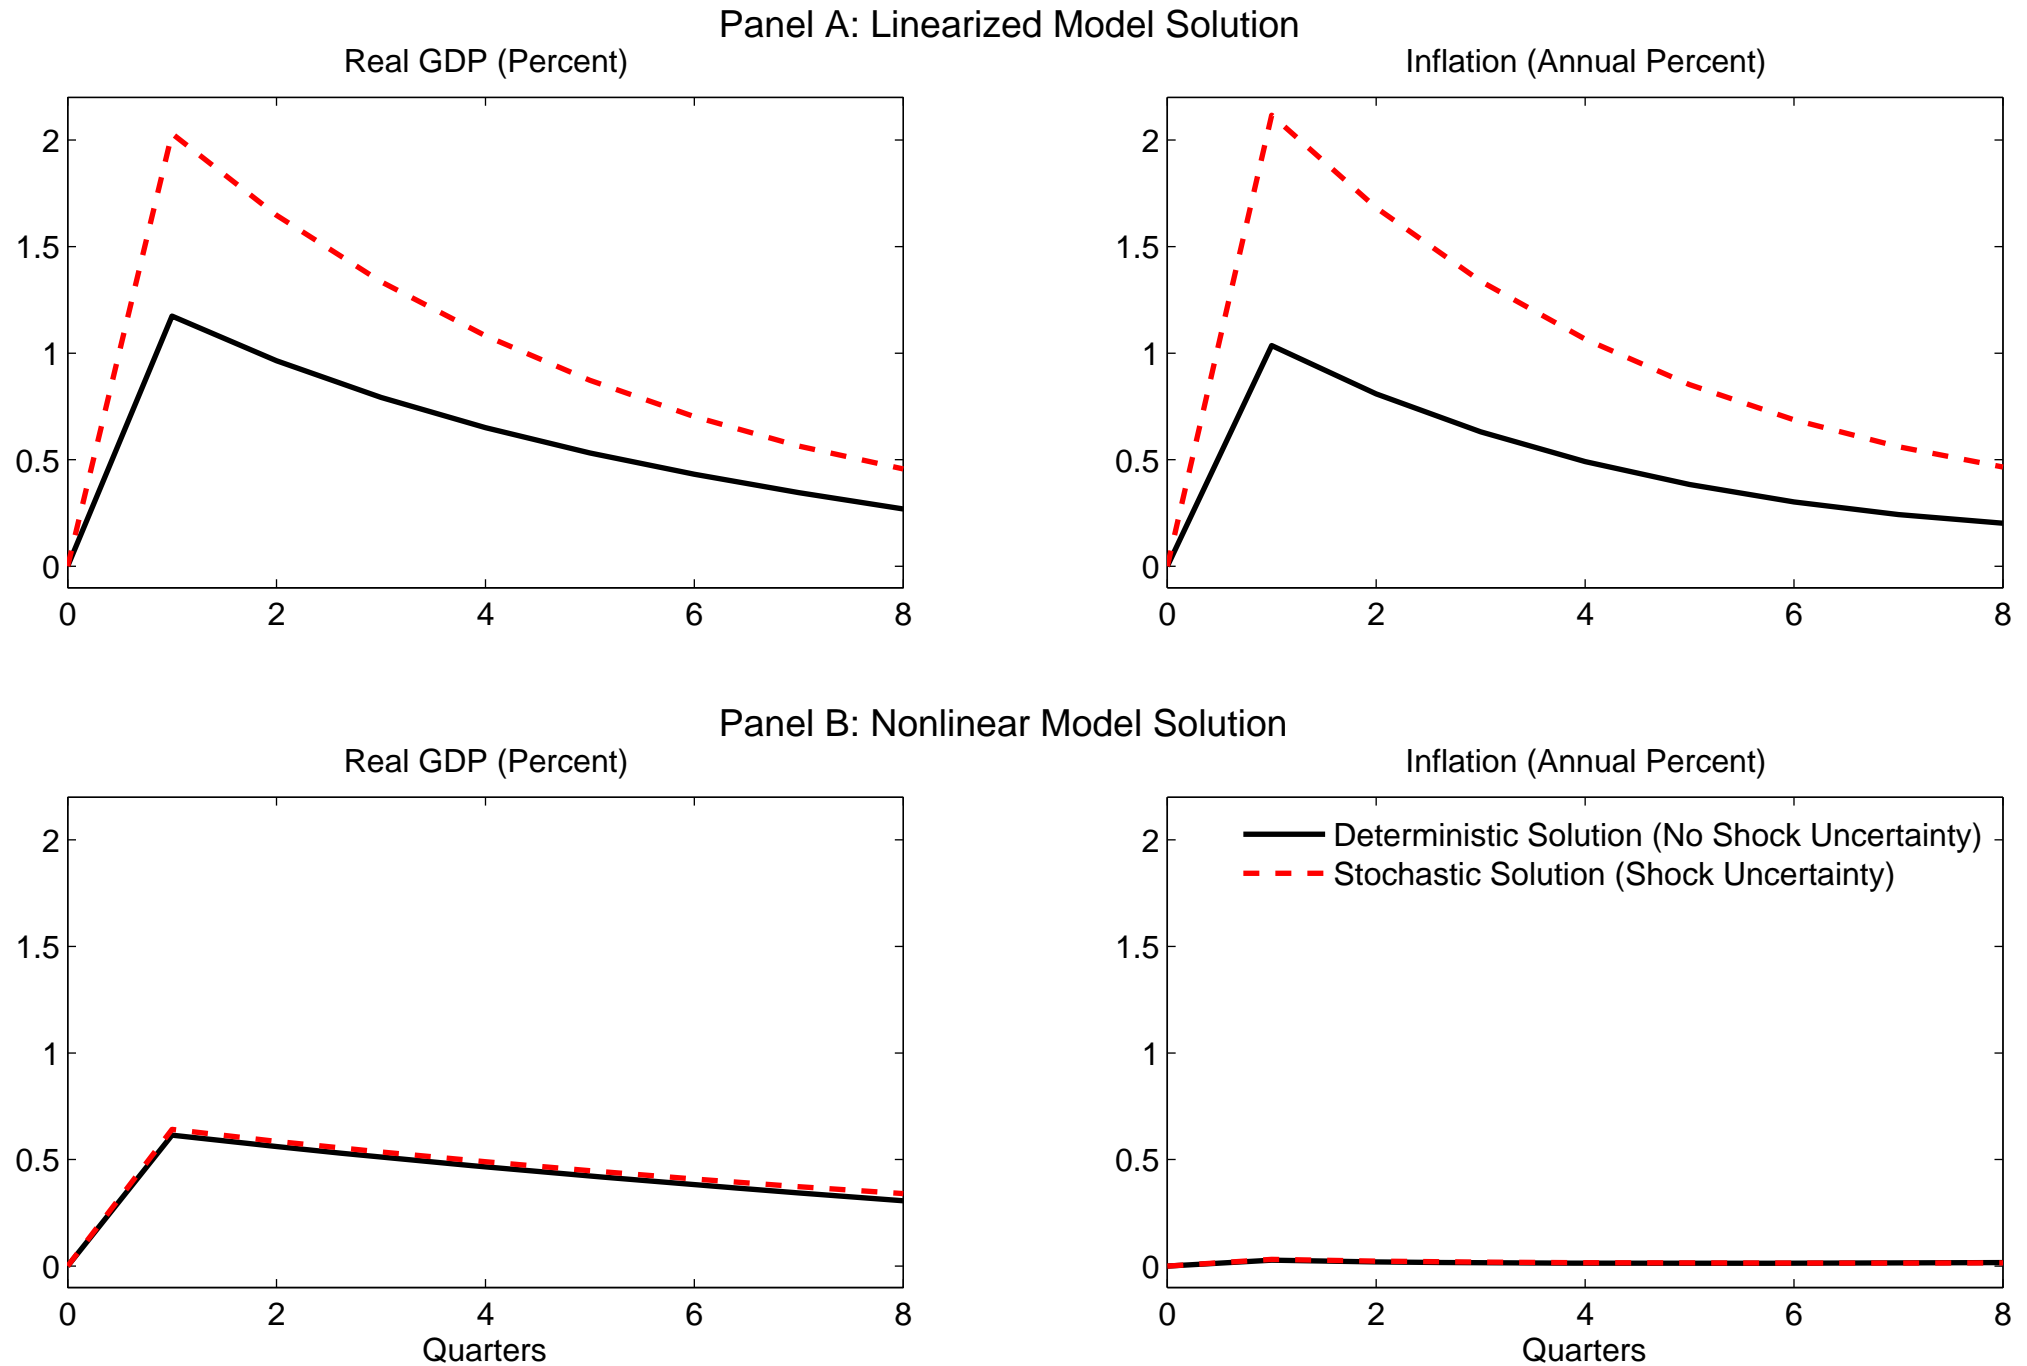 Panel A: Linearized Model Solution
Real GDP (Percent)
Inflation (Annual Percent)
2
1.5
1
0.5
0
0 2 4 6 8
2
1.5
1
0.5
0
0 2 4 6 8
Panel B: Nonlinear Model Solution
Real GDP (Percent)
Inflation (Annual Percent)
2
1.5
1
0.5
0
0 2 4 6 8
Quarters
Deterministic Solution (No Shock Uncertainty)
Stochastic Solution (Shock Uncertainty)
2
1.5
1
0.5
0
0 2 4 6 8
Quarters